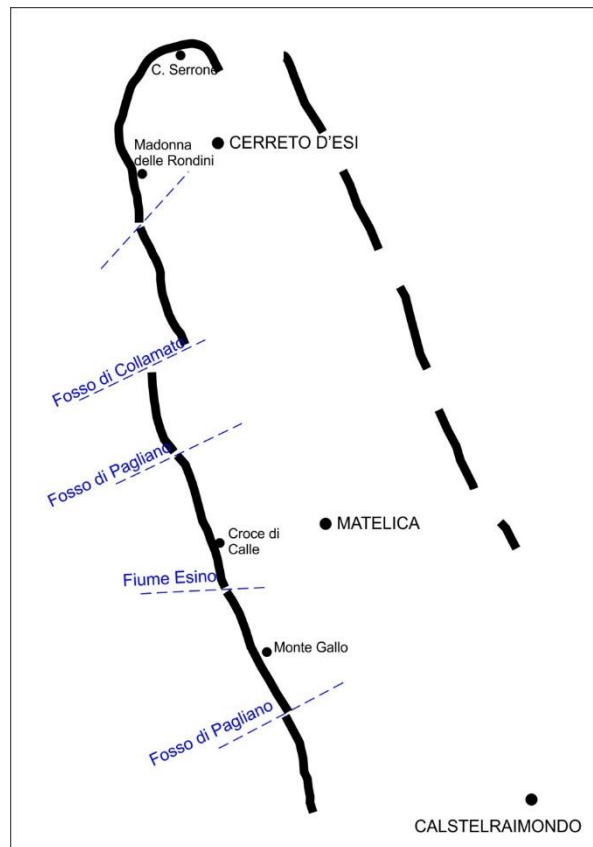 C. Serrone
Madonna
delle Rondini
CERRETO D'ESI
Fosso di Collamato
Fosso di Pagliano
MATELICA
Croce di
Calle
Fiume Esino
Monte Gallo
Fosso di Pagliano
CALSTELRAIMONDO